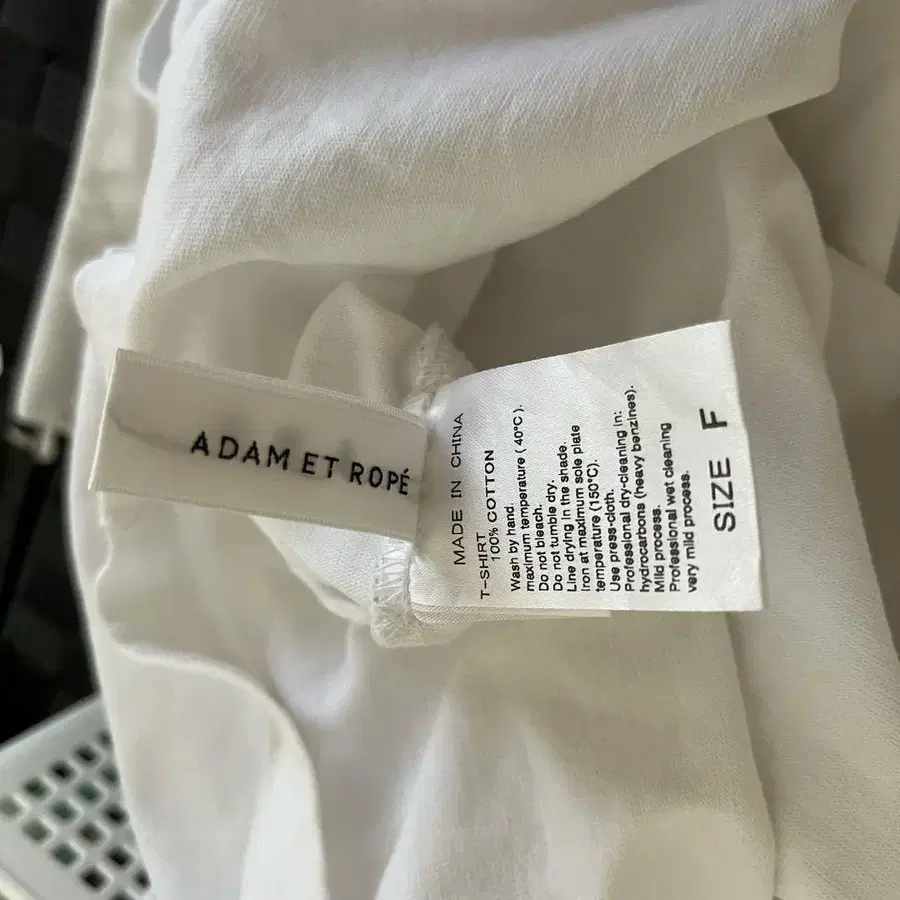 ADAM ET ROPÉ
MADE IN CHINA
T-SHIRT
100% COTTON
Wash by hand.
maximum temperature ( 40°C ).
Do not bleach.
Do not tumble dry.
Line drying in the shade.
Iron at maximum sole plate
temperature (150°C).
Use press-cloth.
Professional dry-cleaning in:
hydrocarbons (heavy benzines).
Mild process.
Professional wet cleaning
very mild process.
SIZE F